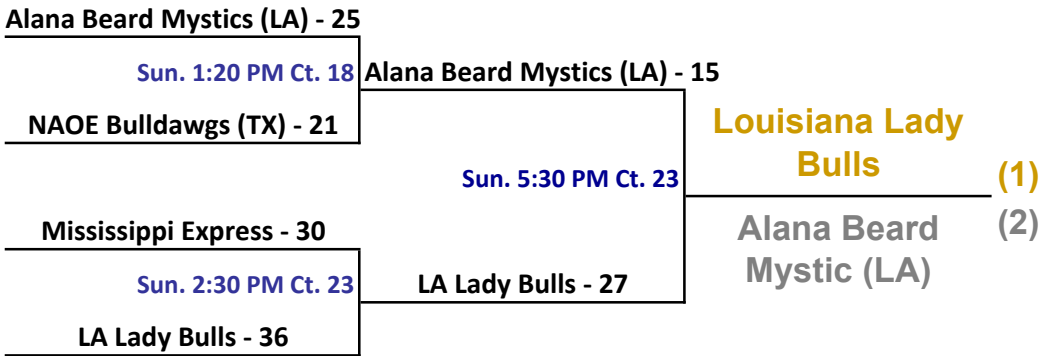 Alana Beard Mystics (LA) - 25
Sun. 1:20 PM Ct. 18
Alana Beard Mystics (LA) - 15
NAOE Bulldawgs (TX) - 21
Louisiana Lady
Bulls
Sun. 5:30 PM Ct. 23
(1)
Mississippi Express - 30
Alana Beard
Mystic (LA)
(2)
Sun. 2:30 PM Ct. 23
LA Lady Bulls - 27
LA Lady Bulls - 36